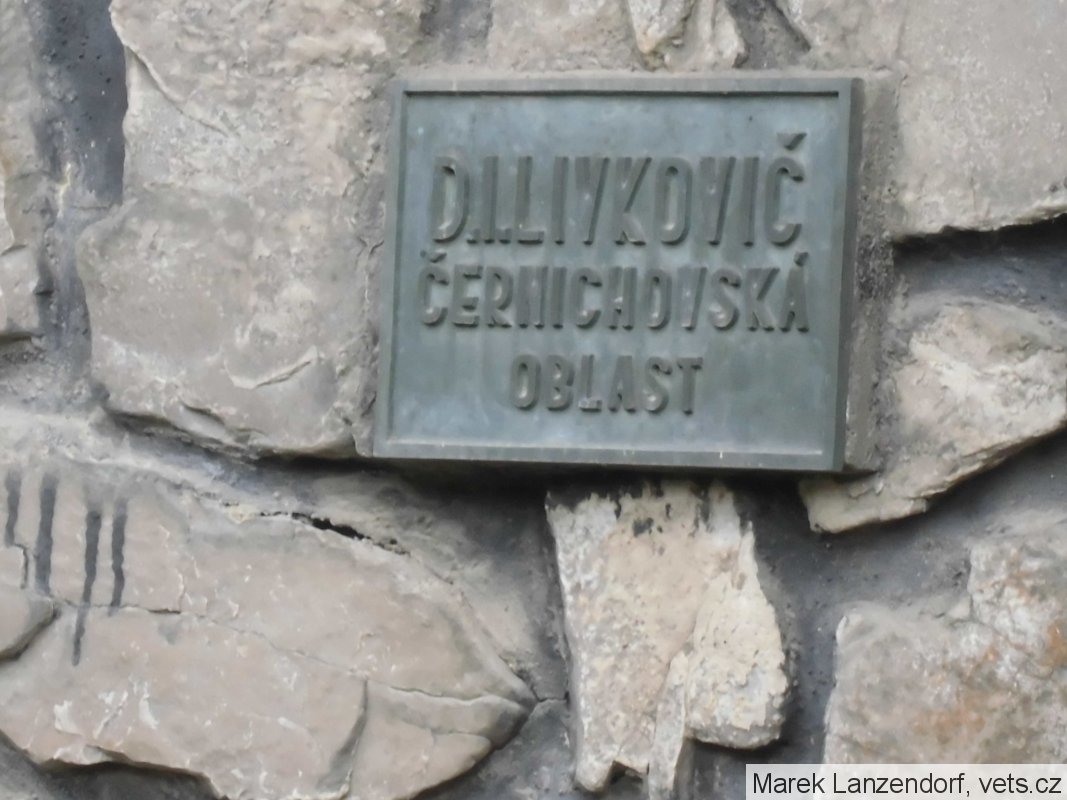 D.I.LIVKOVIČ
ČERNICHOVSKÁ
OBLAST
Marek Lanzendorf, vets.cz